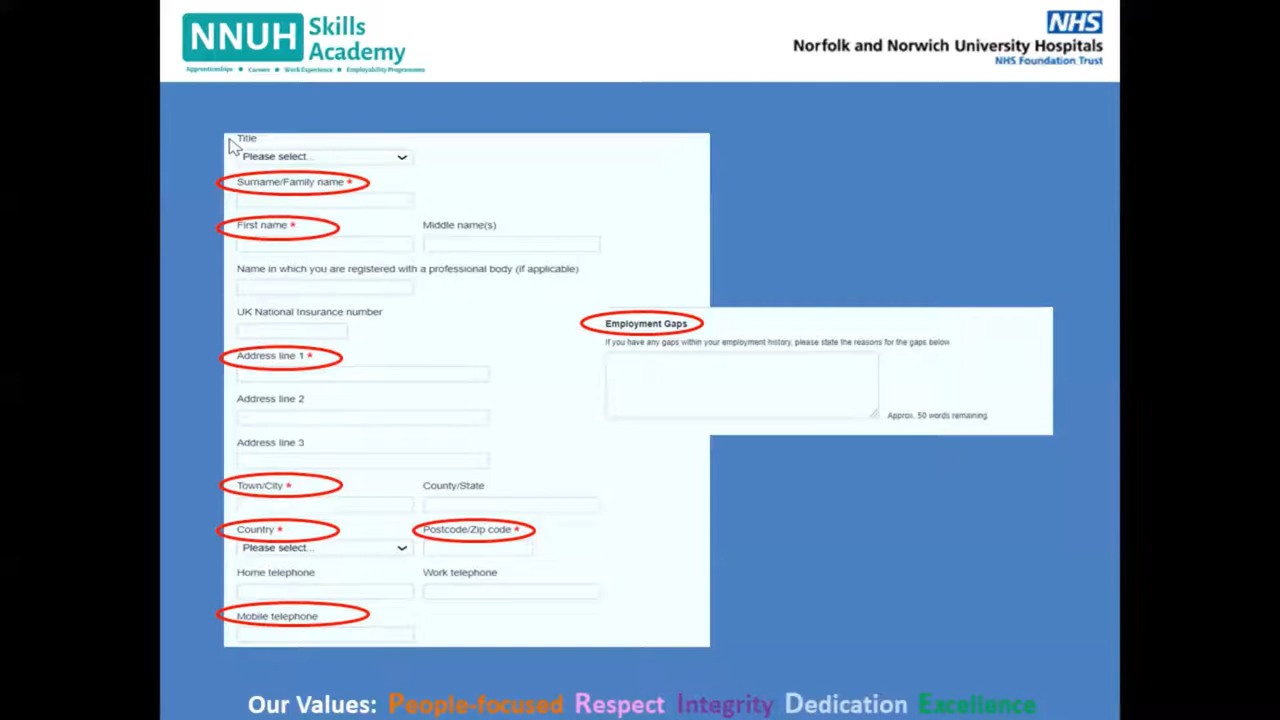 NNUH Skills Academy
Apprenticeships • Careers • Work Experience • Employability Programme
NHS
Norfolk and Norwich University Hospitals
NHS Foundation Trust
Title
Please select...
Surname/Family name *
First name * Middle name(s)
Name in which you are registered with a professional body (if applicable)
UK National Insurance number
Employment Gaps
If you have any gaps within your employment history, please state the reasons for the gaps below
Approx. 50 words remaining
Address line 1 *
Address line 2
Address line 3
Town/City * County/State
Country * Postcode/Zip code *
Please select...
Home telephone Work telephone
Mobile telephone
Our Values: People-focused Respect Integrity Dedication Excellence